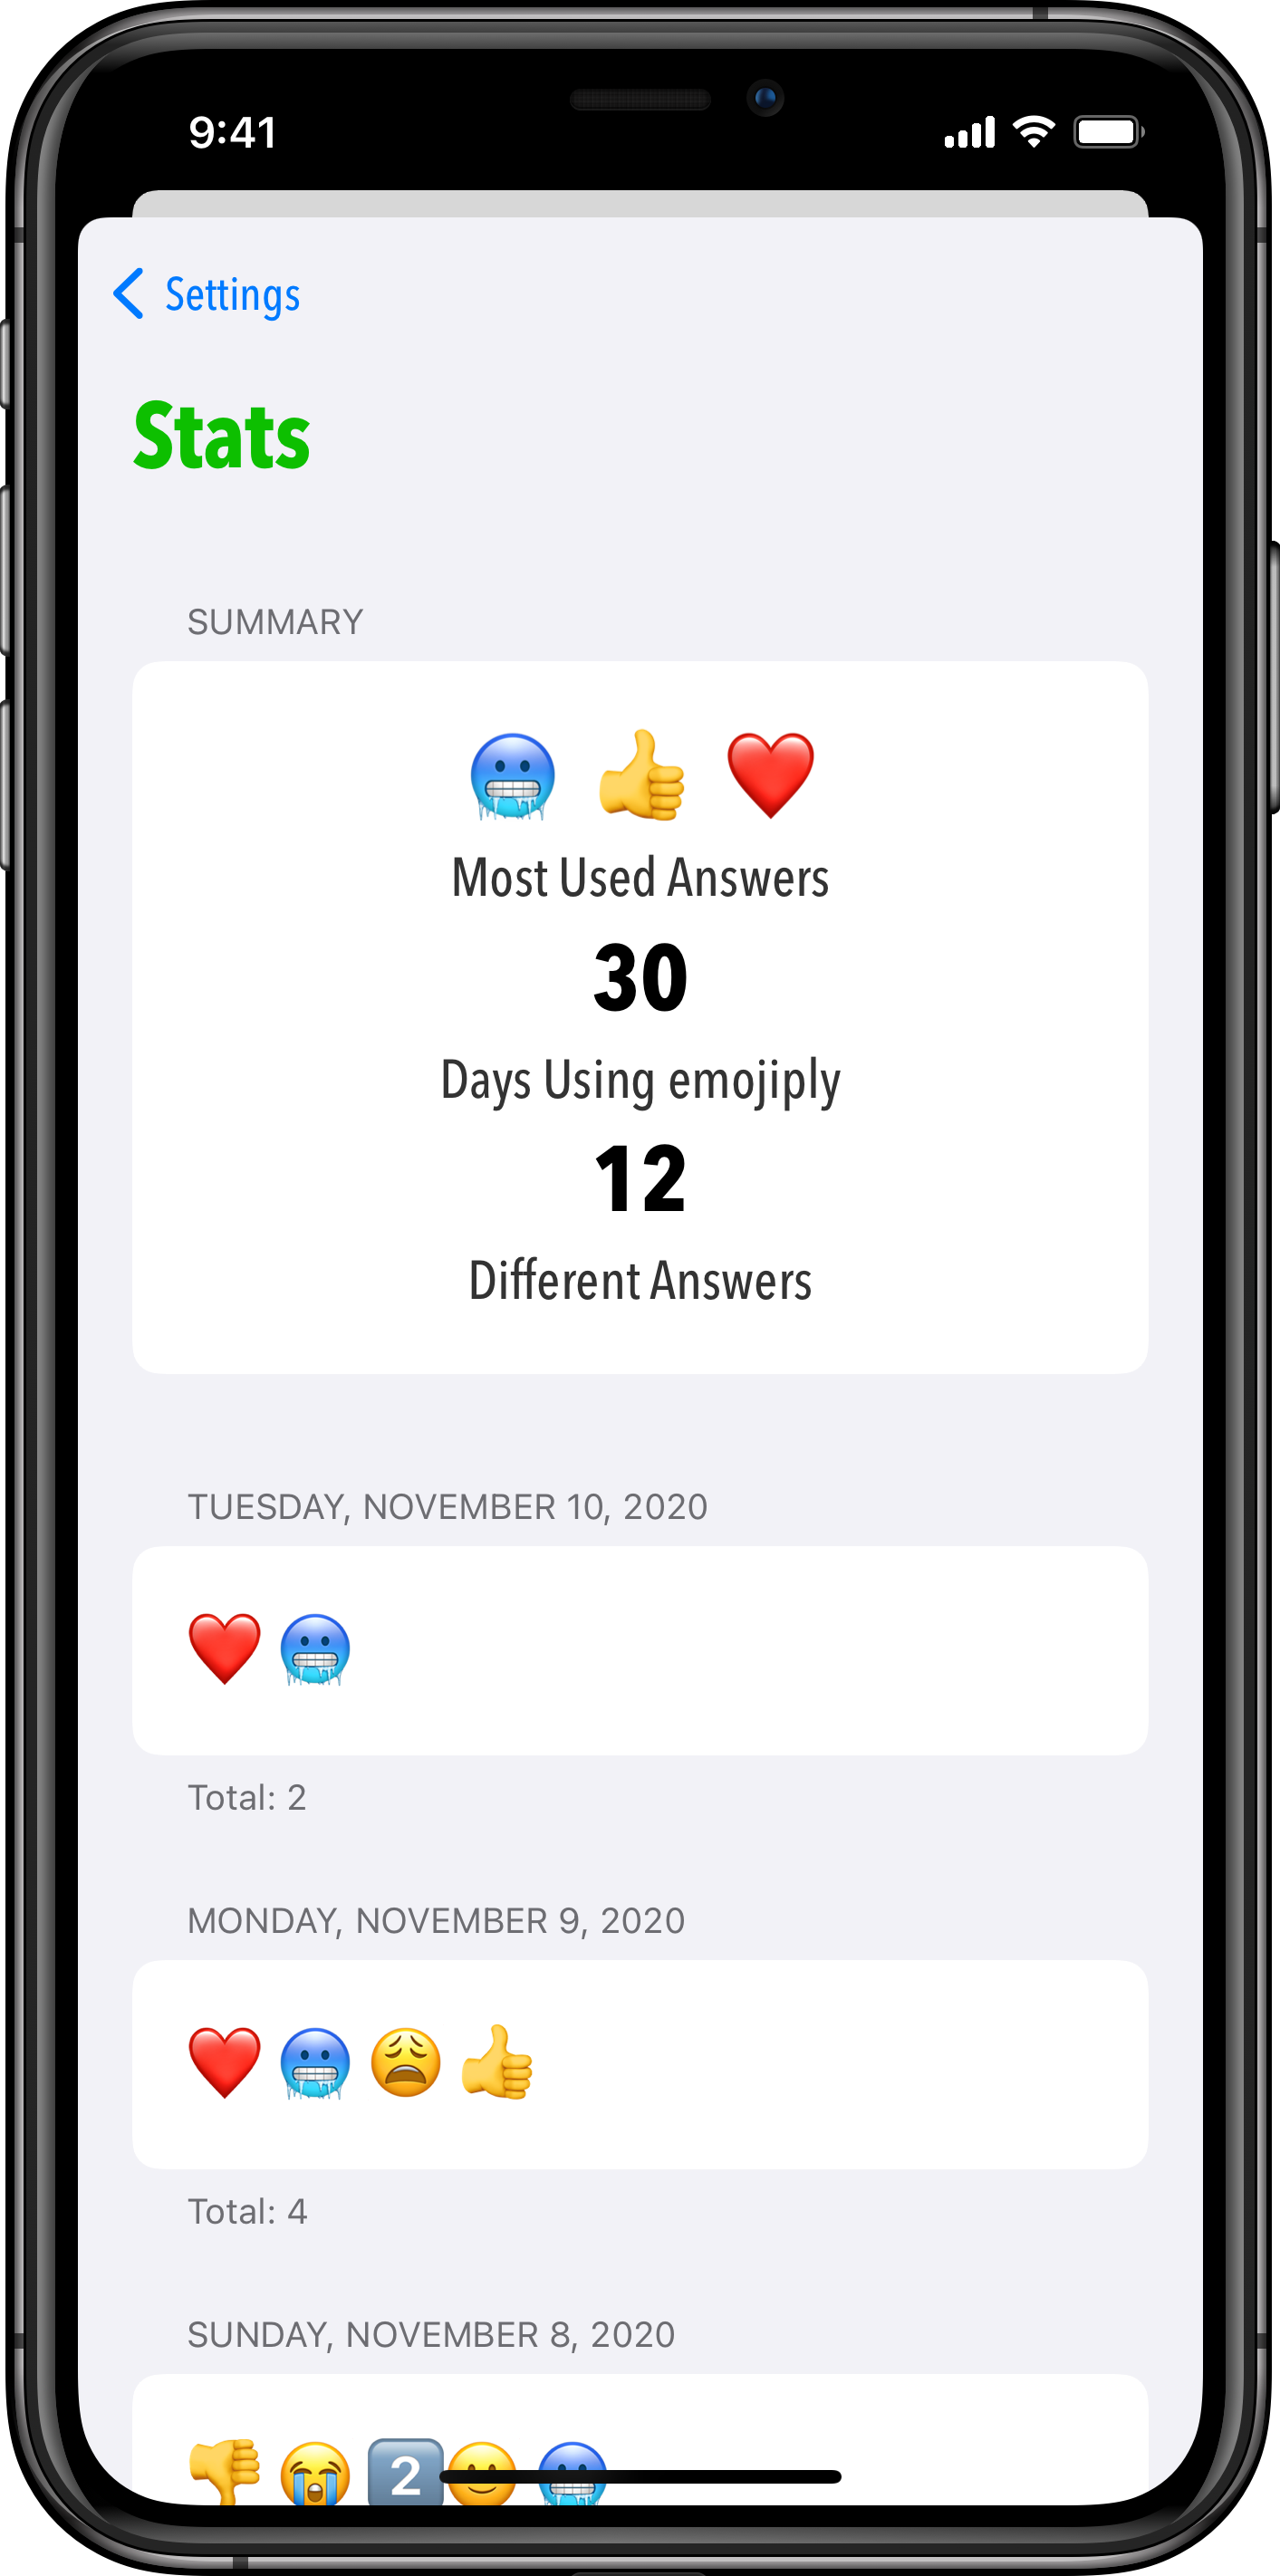 9:41
Settings
Stats
SUMMARY
🥶 👍 ❤️
Most Used Answers
30
Days Using emojiply
12
Different Answers
TUESDAY, NOVEMBER 10, 2020
❤️ 🥶
Total: 2
MONDAY, NOVEMBER 9, 2020
❤️ 🥶 😩 👍
Total: 4
SUNDAY, NOVEMBER 8, 2020
👎 😭 2️⃣ 🙂 🥶